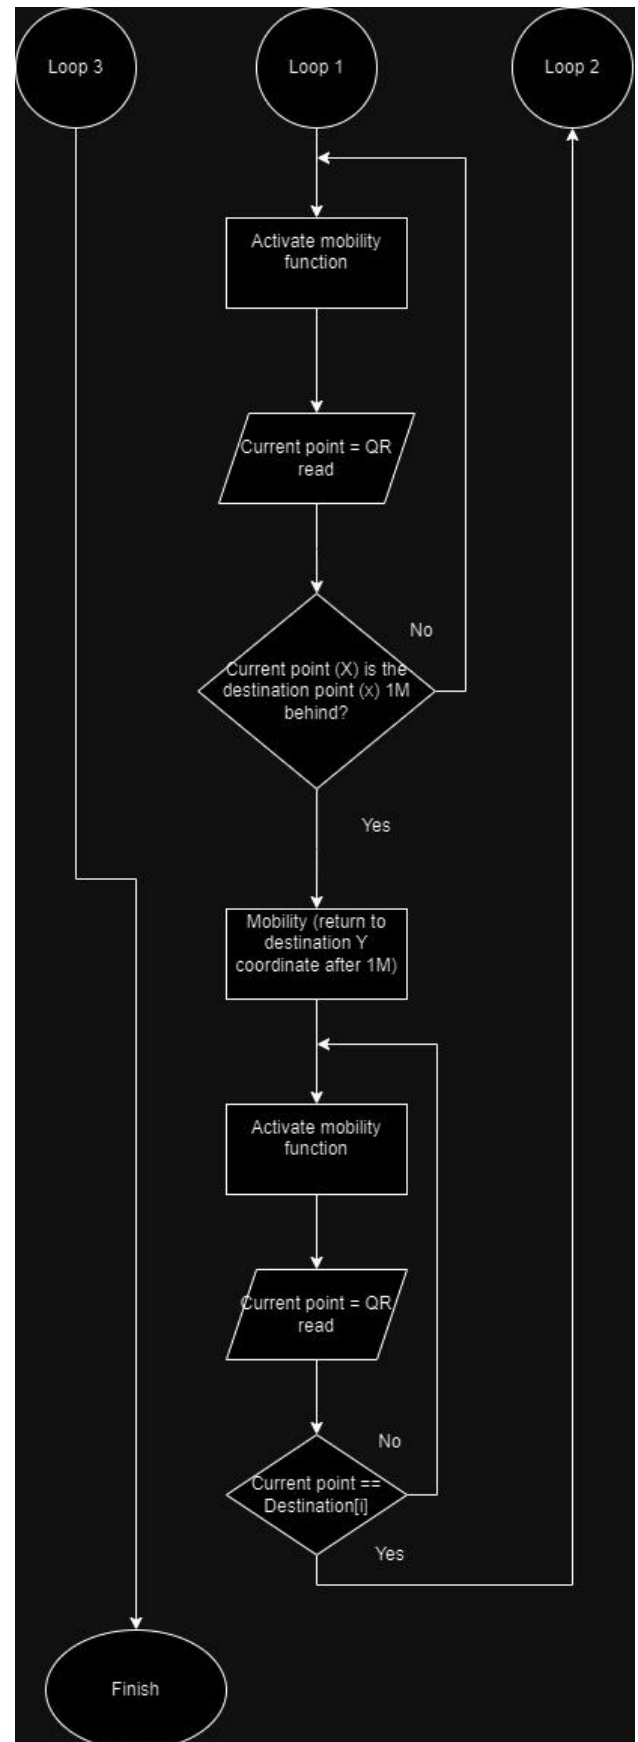 Loop 3
Loop 1
Loop 2
Activate mobility
function
Current point = QR
read
No
Current point (X) is the
destination point (x) 1M
behind?
Yes
Mobility (return to
destination Y
coordinate after 1M)
Activate mobility
function
Current point = QR
read
No
Current point ==
Destination[i]
Yes
Finish